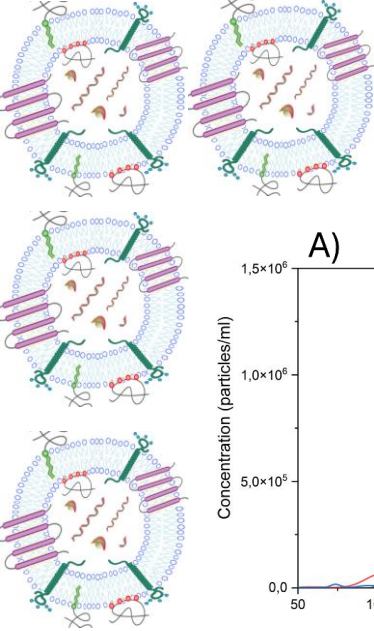 A)
1,5×10⁶
1,0×10⁶
Concentration (particles/ml)
5,0×10⁵
0,0
50